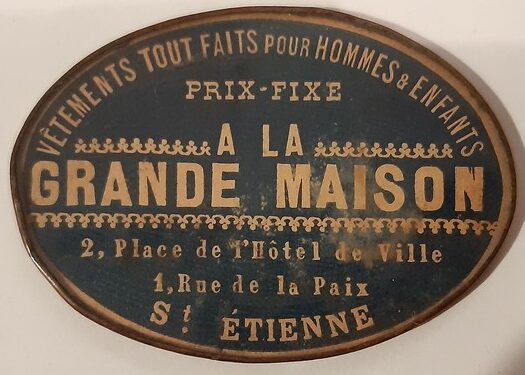 VÊTEMENTS TOUT FAITS POUR HOMMES & ENFANTS
PRIX-FIXE
A LA
GRANDE MAISON
2, Place de l'Hôtel de Ville
1, Rue de la Paix
St ÉTIENNE